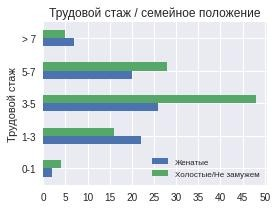 Трудовой стаж / семейное положение
Трудовой стаж
> 7
5-7
3-5
1-3
0-1
Женатые
Холостые/Не замужем
0 5 10 15 20 25 30 35 40 45 50